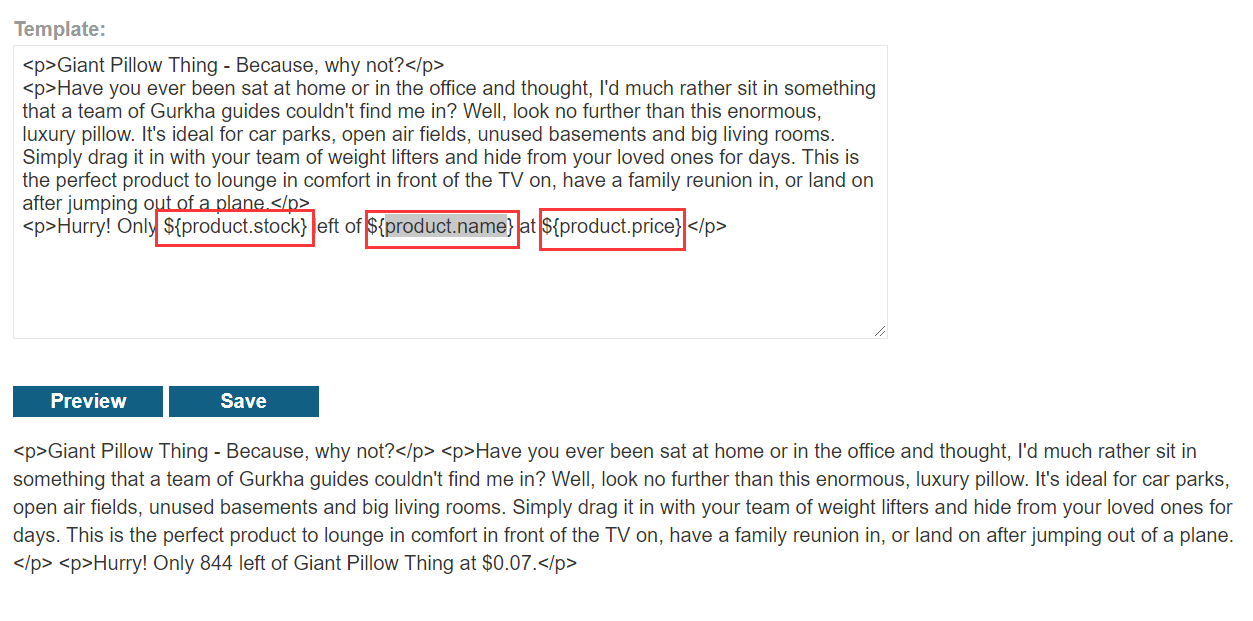 Template:
<p>Giant Pillow Thing - Because, why not?</p>
<p>Have you ever been sat at home or in the office and thought, I'd much rather sit in something
that a team of Gurkha guides couldn't find me in? Well, look no further than this enormous,
luxury pillow. It's ideal for car parks, open air fields, unused basements and big living rooms.
Simply drag it in with your team of weight lifters and hide from your loved ones for days. This is
the perfect product to lounge in comfort in front of the TV on, have a family reunion in, or land on
after jumping out of a plane.</p>
<p>Hurry! Only ${product.stock} left of ${product.name} at ${product.price} </p>
Preview Save
<p>Giant Pillow Thing - Because, why not?</p> <p>Have you ever been sat at home or in the office and thought, I'd much rather sit in
something that a team of Gurkha guides couldn't find me in? Well, look no further than this enormous, luxury pillow. It's ideal for car parks,
open air fields, unused basements and big living rooms. Simply drag it in with your team of weight lifters and hide from your loved ones for
days. This is the perfect product to lounge in comfort in front of the TV on, have a family reunion in, or land on after jumping out of a plane.
</p> <p>Hurry! Only 844 left of Giant Pillow Thing at $0.07.</p>